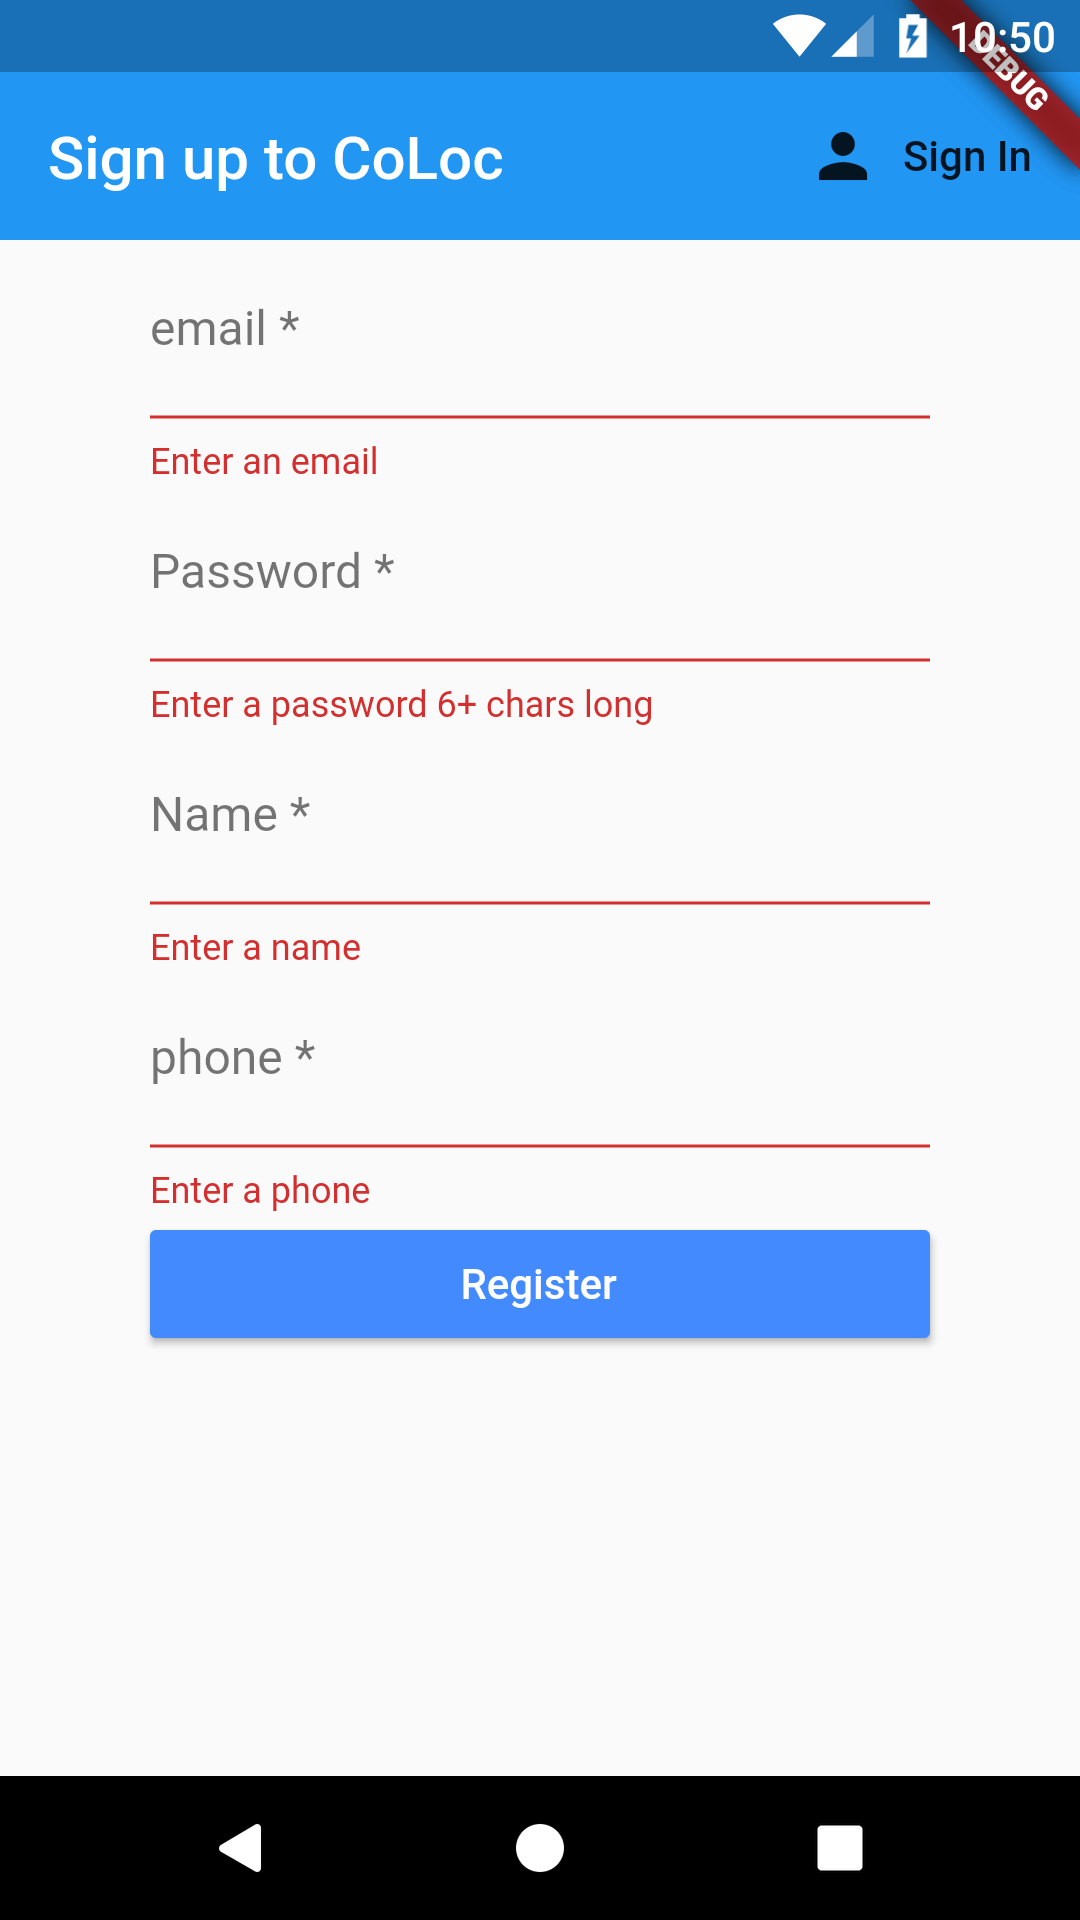 10:50
DEBUG
Sign up to CoLoc
Sign In
email *
Enter an email
Password *
Enter a password 6+ chars long
Name *
Enter a name
phone *
Enter a phone
Register